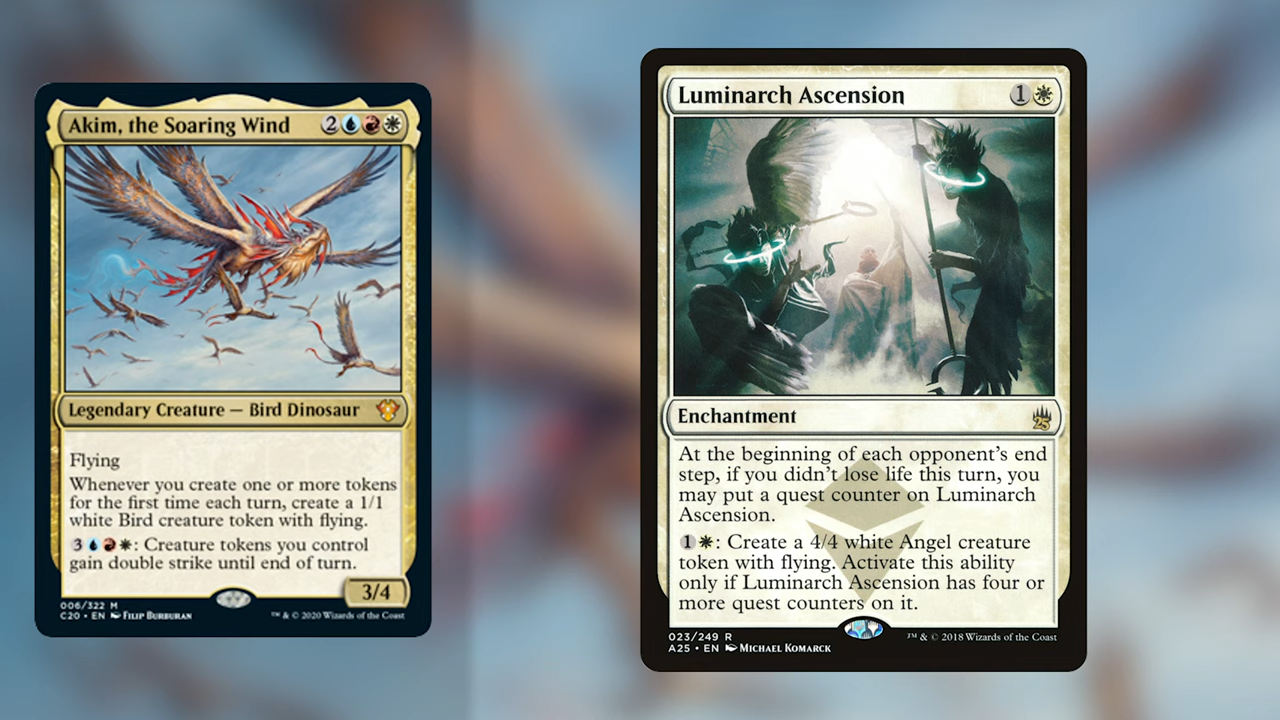 Akim, the Soaring Wind 2
Legendary Creature — Bird Dinosaur
Flying
Whenever you create one or more tokens
for the first time each turn, create a 1/1
white Bird creature token with flying.
3 : Creature tokens you control
gain double strike until end of turn.
3/4
006/322 M
C20 • EN Filip Burburan
™ & © 2020 Wizards of the Coast
Luminarch Ascension 1
Enchantment
25
At the beginning of each opponent's end
step, if you didn't lose life this turn, you
may put a quest counter on Luminarch
Ascension.
1 : Create a 4/4 white Angel creature
token with flying. Activate this ability
only if Luminarch Ascension has four or
more quest counters on it.
023/249 R
A25 • EN Michael Komarck
™ & © 2018 Wizards of the Coast